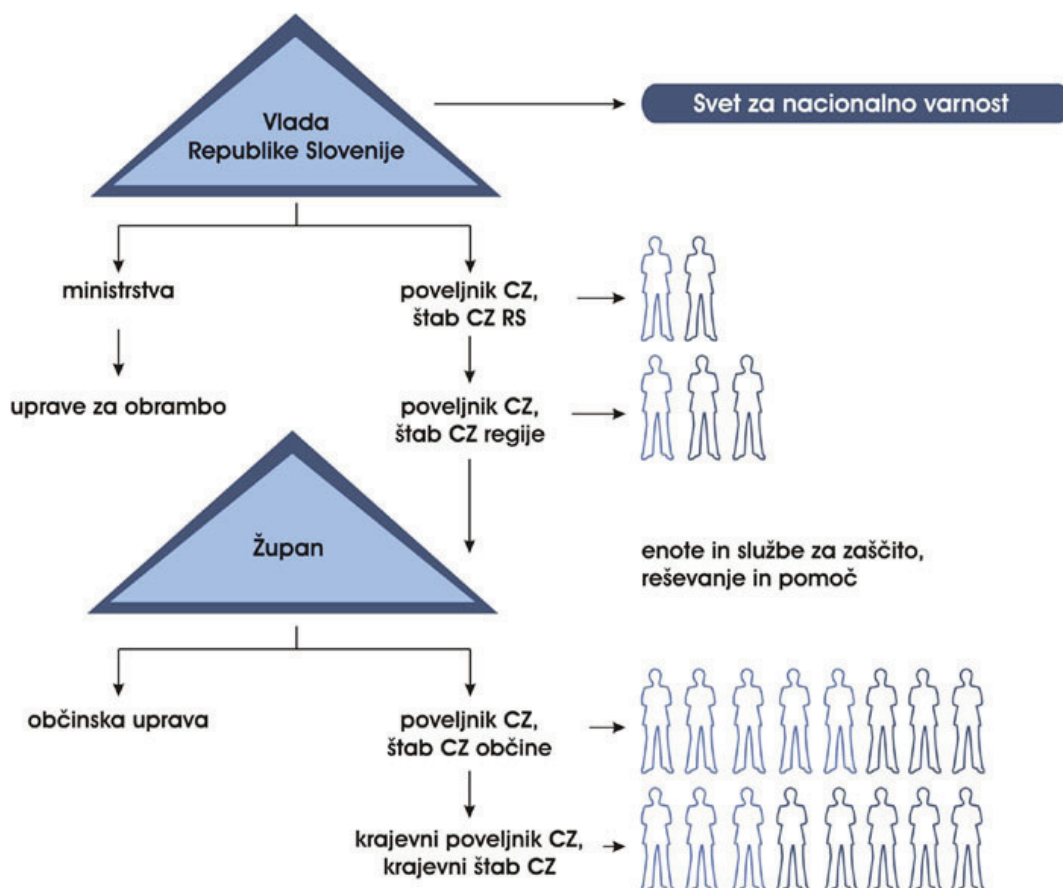 Vlada
Republike Slovenije
Svet za nacionalno varnost
ministrstva
poveljnik CZ,
štab CZ RS
uprave za obrambo
poveljnik CZ,
štab CZ regije
Župan
enote in službe za zaščito,
reševanje in pomoč
občinska uprava
poveljnik CZ,
štab CZ občine
krajevni poveljnik CZ,
krajevni štab CZ